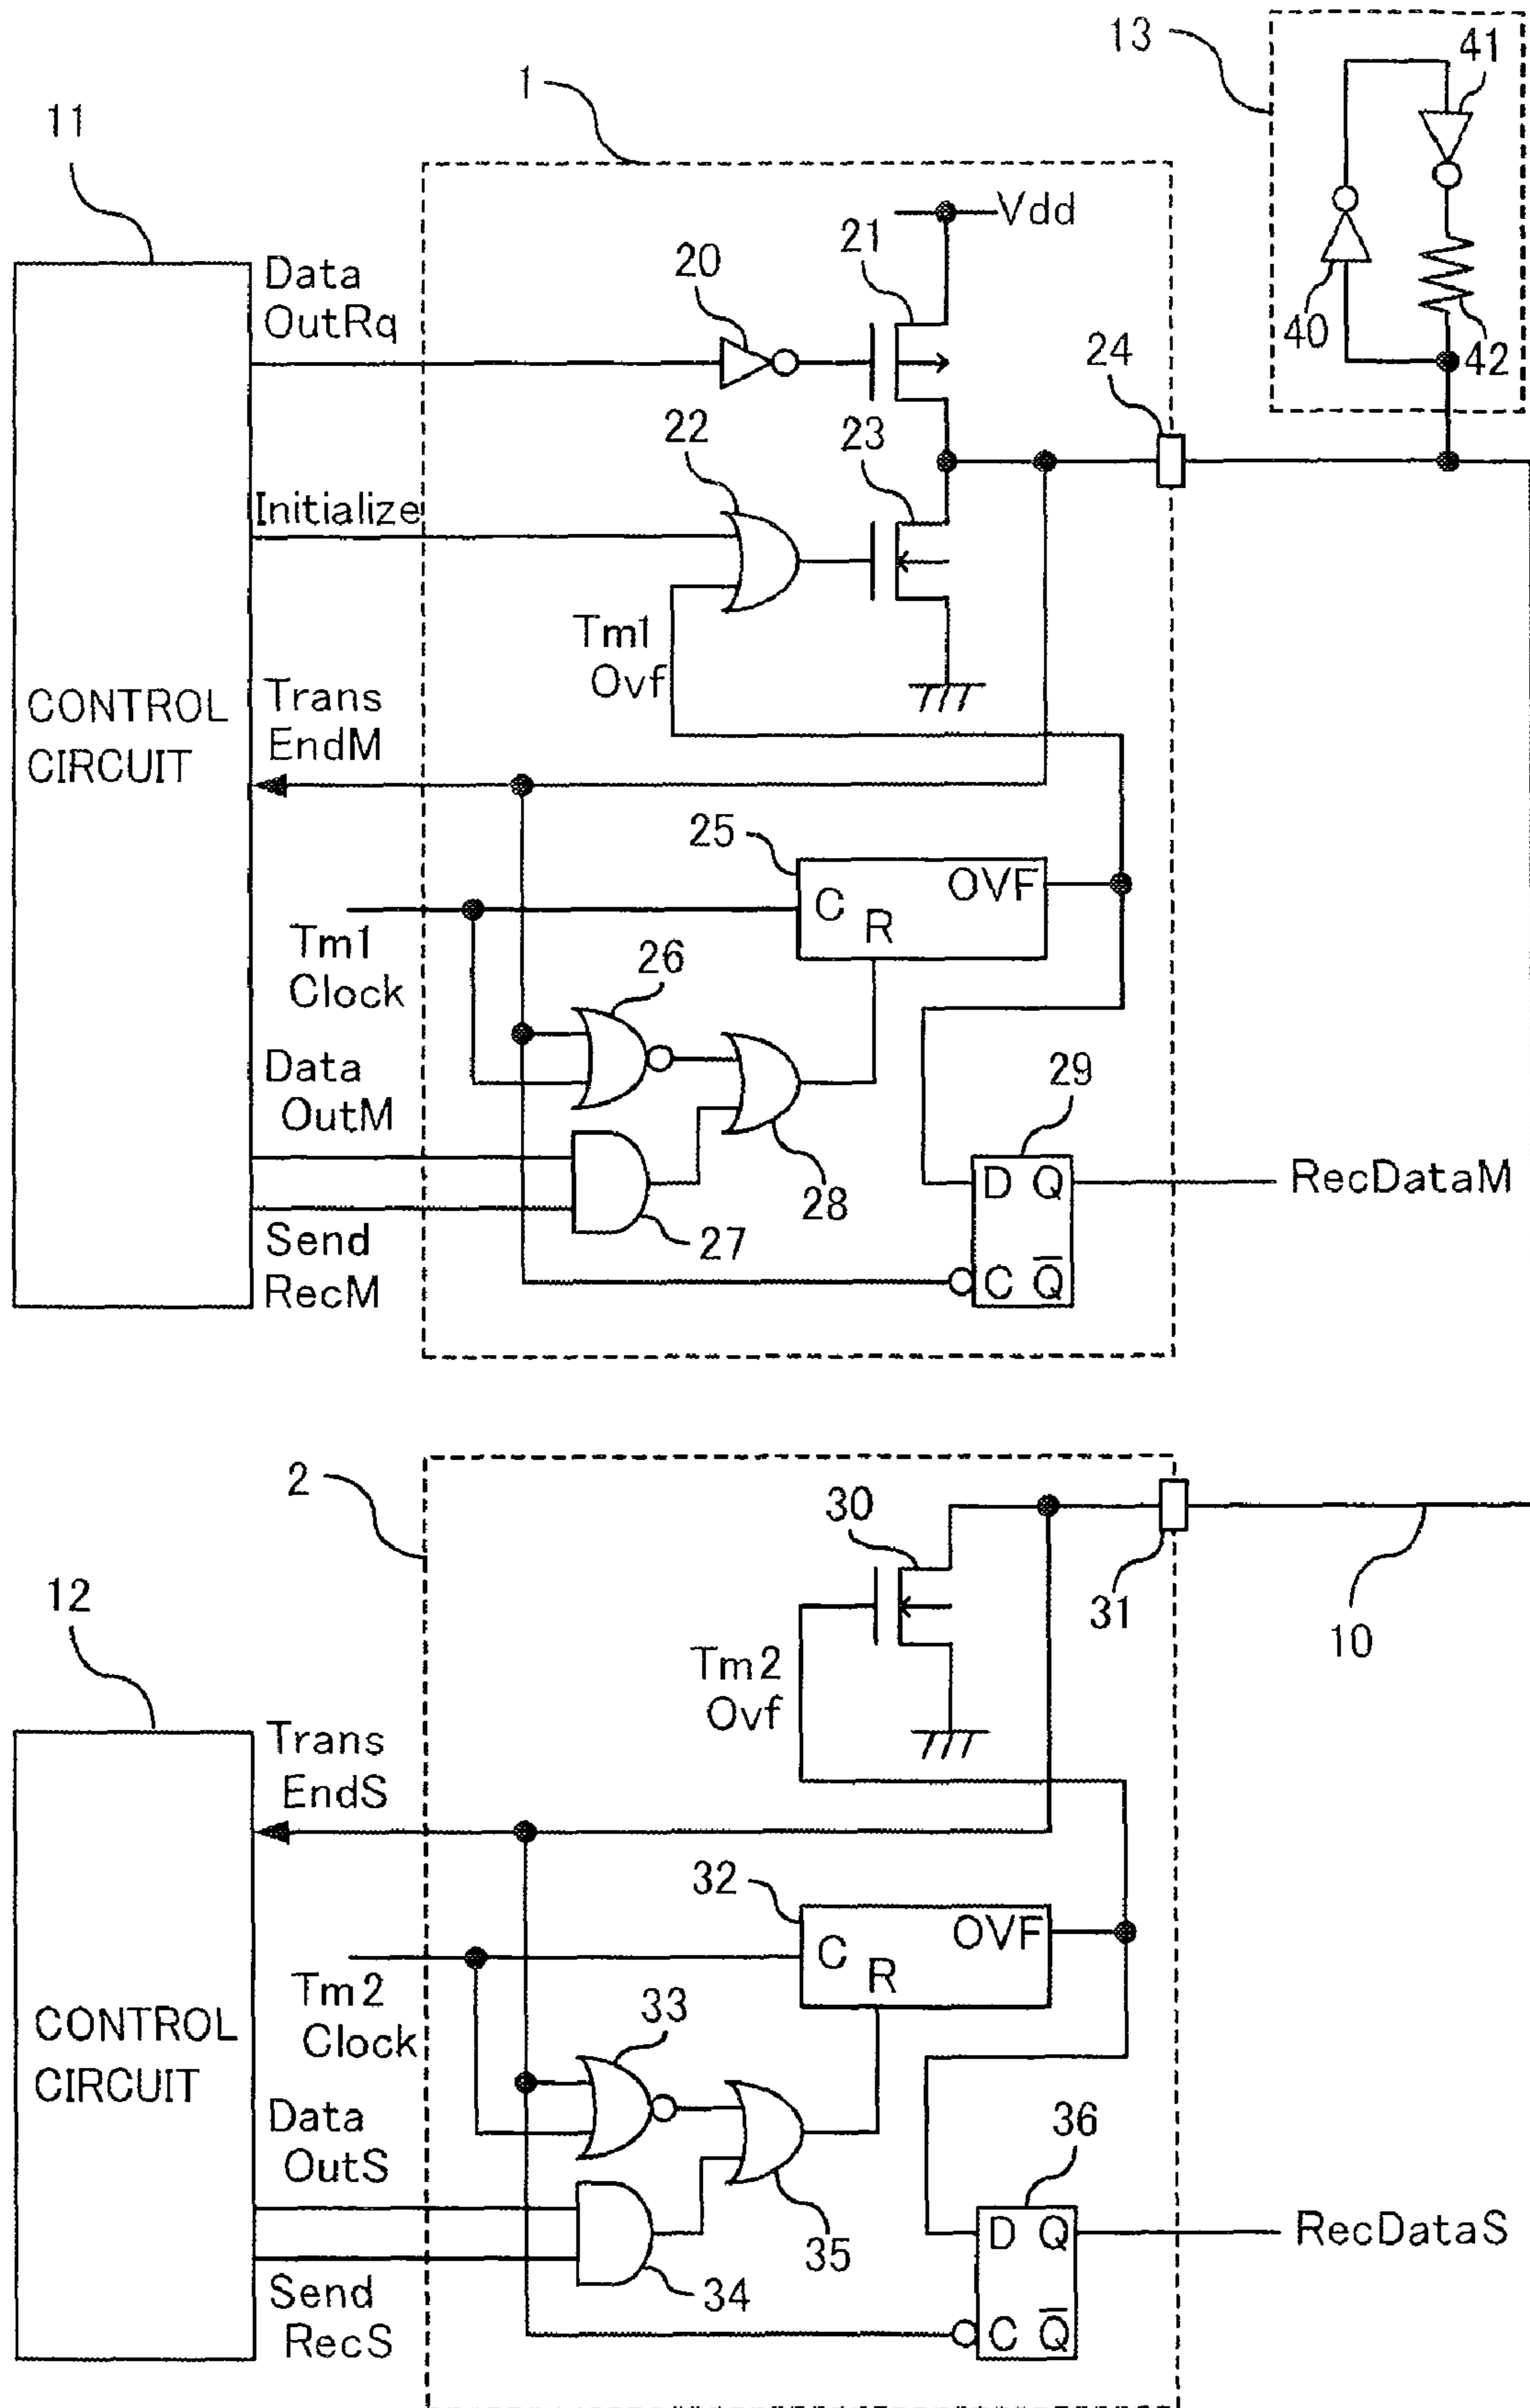 13
41
1
11
Vdd
21
20
Data
OutRq
40
42
24
22
23
Initialize
Tm1
Ovf
Trans
EndM
CONTROL
CIRCUIT
25
OVF
C
R
Tm1
Clock
26
Data
OutM
29
D Q
RecDataM
28
27
Send
RecM
C Q̅
2
30
31
10
12
Tm2
Ovf
Trans
EndS
32
OVF
C
R
Tm2
Clock
33
CONTROL
CIRCUIT
Data
OutS
36
D Q
RecDataS
35
34
Send
RecS
C Q̅